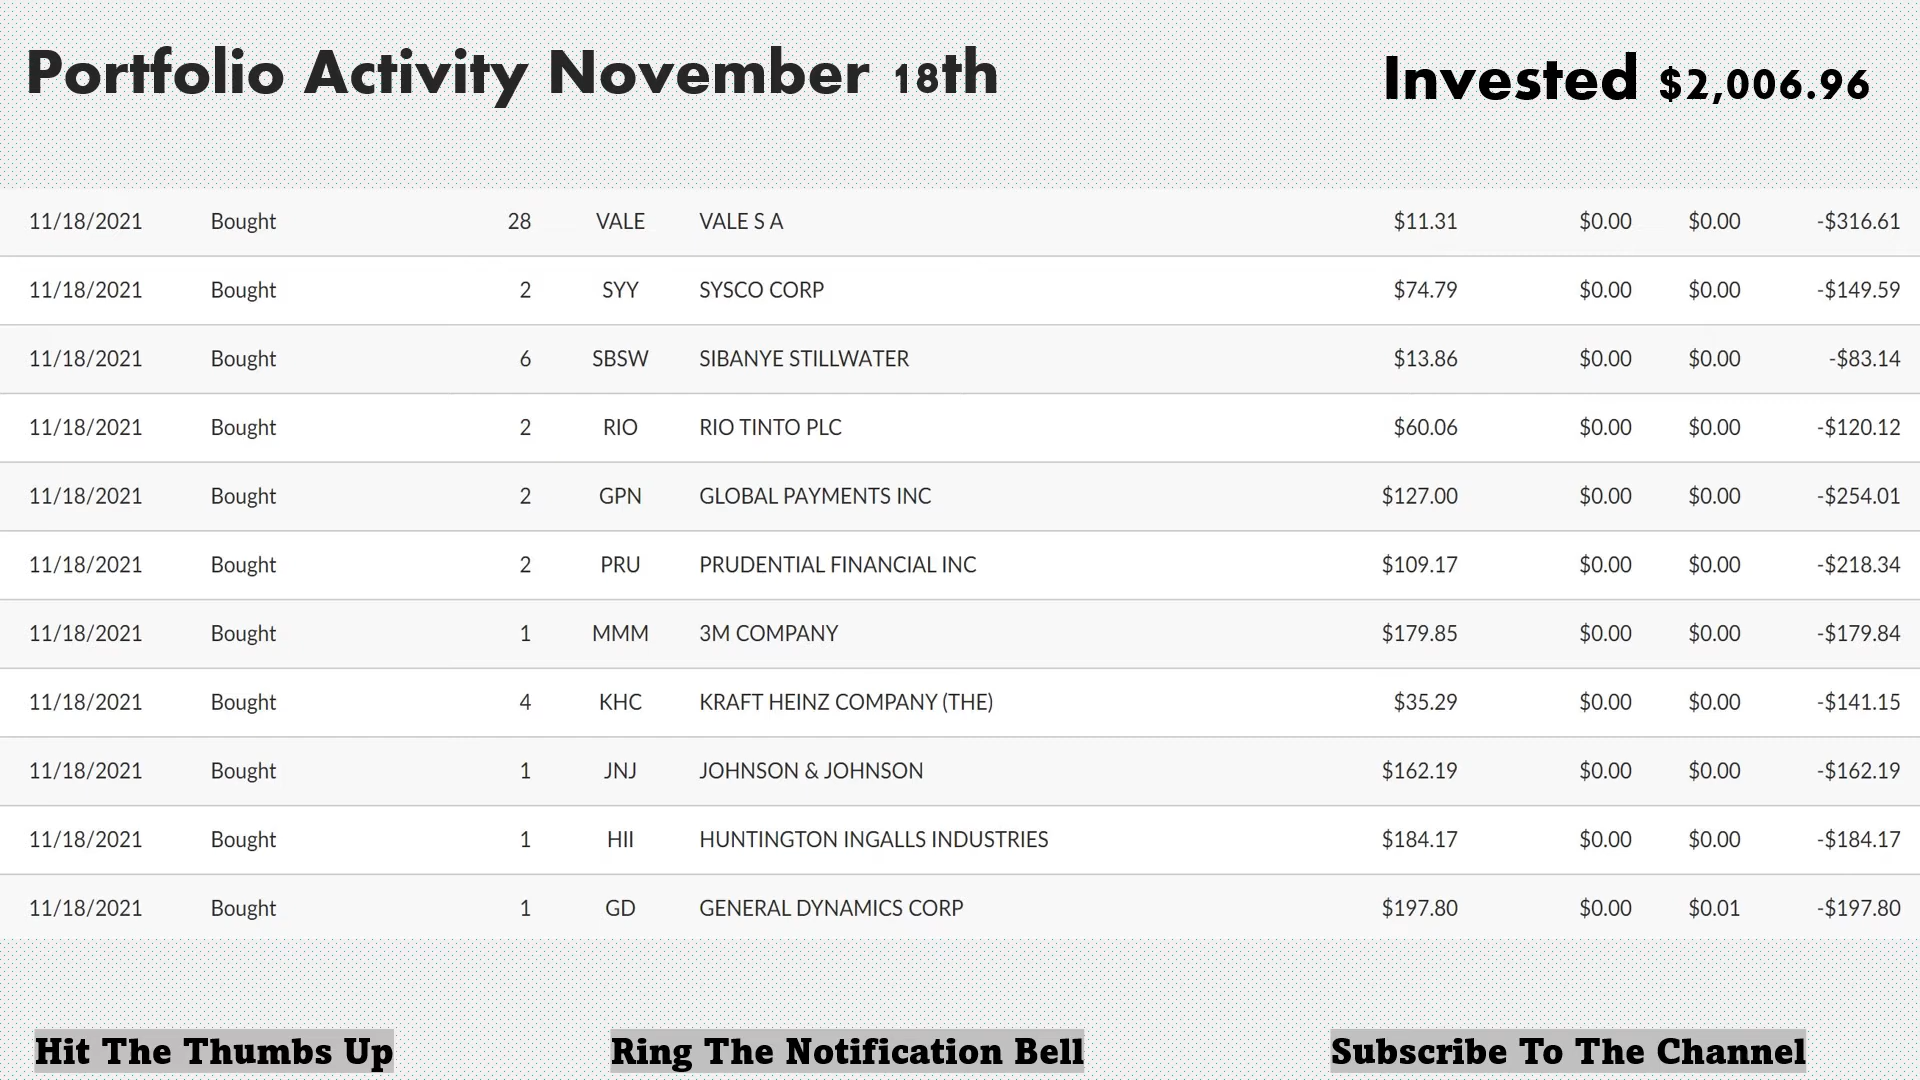 Portfolio Activity November 18th
Invested $2,006.96
11/18/2021 Bought 28 VALE VALE S A $11.31 $0.00 $0.00 -$316.61
11/18/2021 Bought 2 SYY SYSCO CORP $74.79 $0.00 $0.00 -$149.59
11/18/2021 Bought 6 SBSW SIBANYE STILLWATER $13.86 $0.00 $0.00 -$83.14
11/18/2021 Bought 2 RIO RIO TINTO PLC $60.06 $0.00 $0.00 -$120.12
11/18/2021 Bought 2 GPN GLOBAL PAYMENTS INC $127.00 $0.00 $0.00 -$254.01
11/18/2021 Bought 2 PRU PRUDENTIAL FINANCIAL INC $109.17 $0.00 $0.00 -$218.34
11/18/2021 Bought 1 MMM 3M COMPANY $179.85 $0.00 $0.00 -$179.84
11/18/2021 Bought 4 KHC KRAFT HEINZ COMPANY (THE) $35.29 $0.00 $0.00 -$141.15
11/18/2021 Bought 1 JNJ JOHNSON & JOHNSON $162.19 $0.00 $0.00 -$162.19
11/18/2021 Bought 1 HII HUNTINGTON INGALLS INDUSTRIES $184.17 $0.00 $0.00 -$184.17
11/18/2021 Bought 1 GD GENERAL DYNAMICS CORP $197.80 $0.00 $0.01 -$197.80
Hit The Thumbs Up
Ring The Notification Bell
Subscribe To The Channel